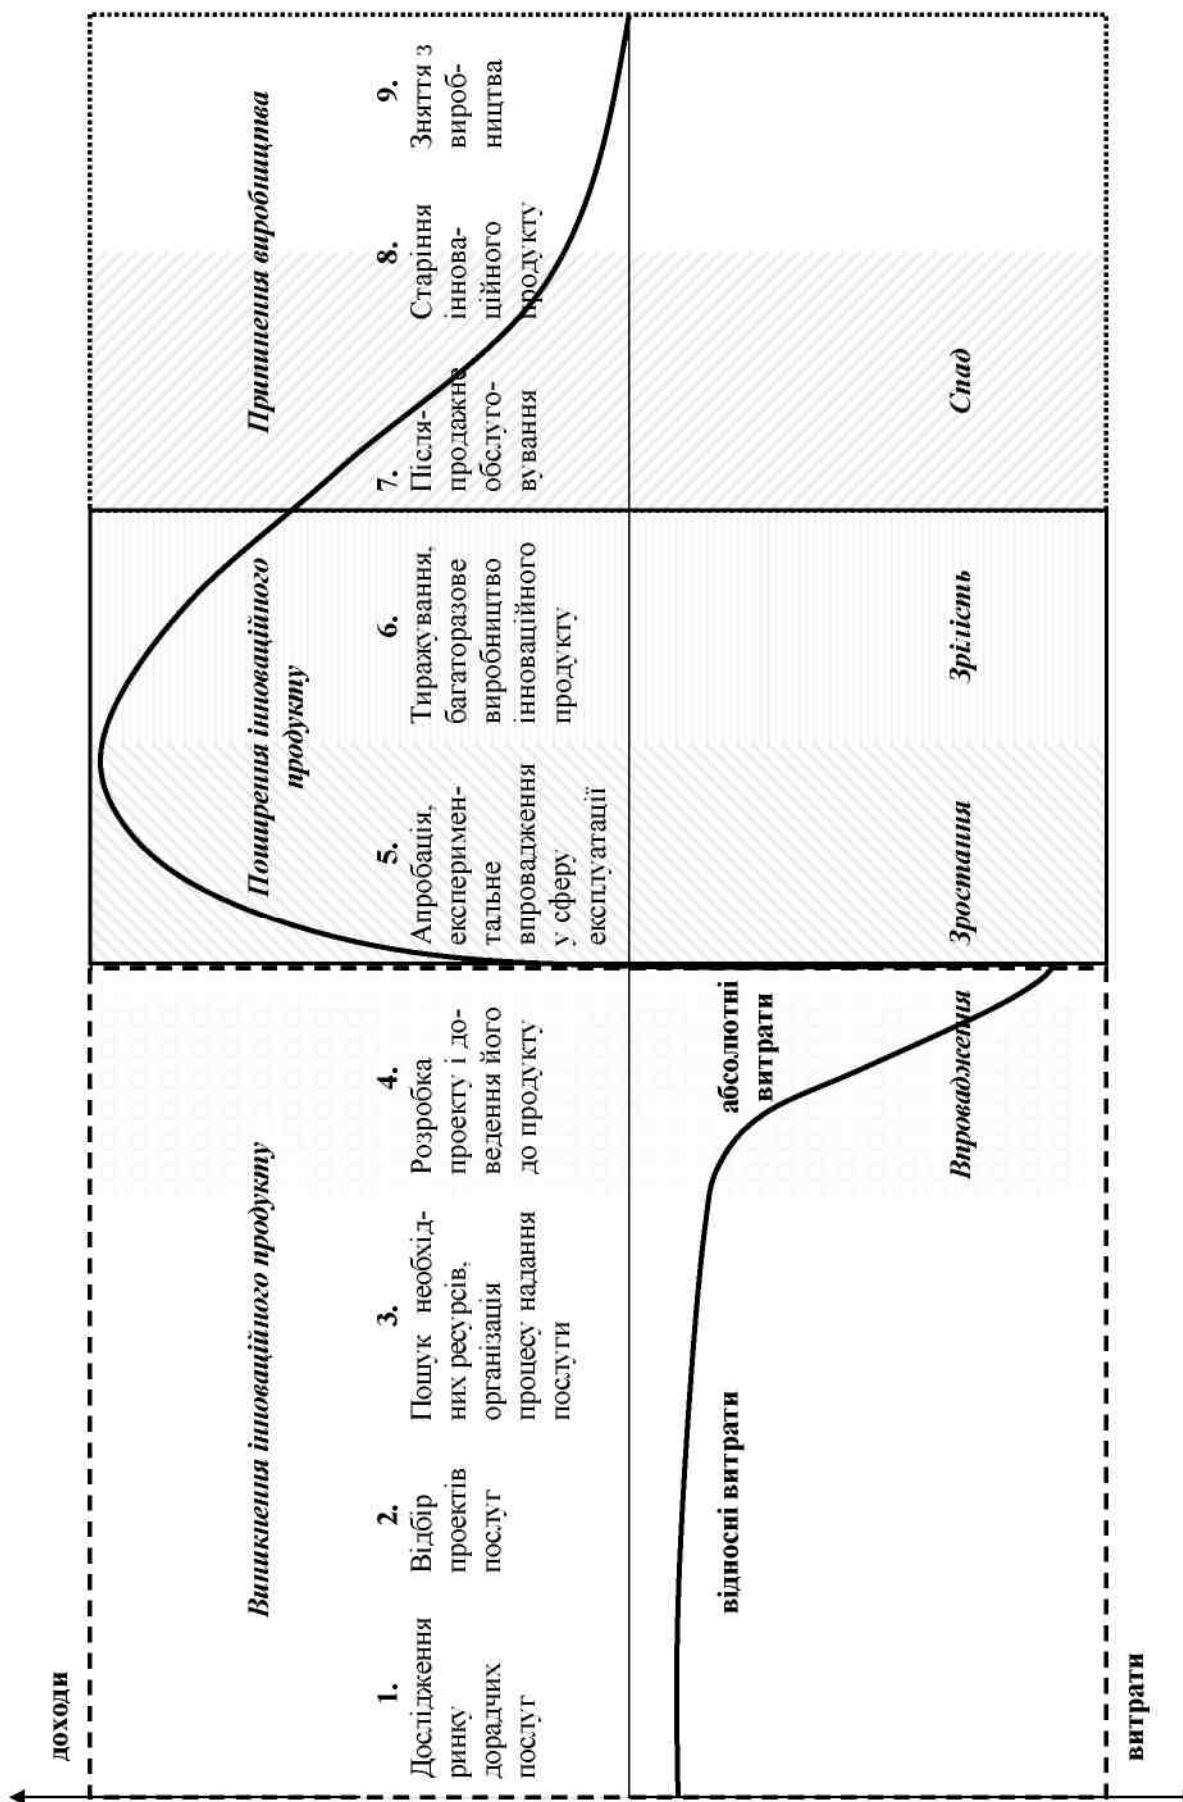 доходи
Виникнення інноваційного продукту
Поширення інноваційного
продукту
Припинення виробництва
1.
Дослідження
ринку
дорадчих
послуг
2.
Відбір
проектів
послуг
3.
Пошук необхід-
них ресурсів,
організація
процесу надання
послуги
4.
Розробка
проекту і до-
ведення його
до продукту
5.
Апробація,
експеримен-
тальне
впровадження
у сферу
експлуатації
6.
Тиражування,
багаторазове
виробництво
інноваційного
продукту
7.
Після-
продажне
обслуго-
вування
8.
Старіння
іннова-
ційного
продукту
9.
Зняття з
вироб-
ництва
відносні витрати
абсолютні
витрати
Впровадження
Зростання
Зрілість
Спад
витрати